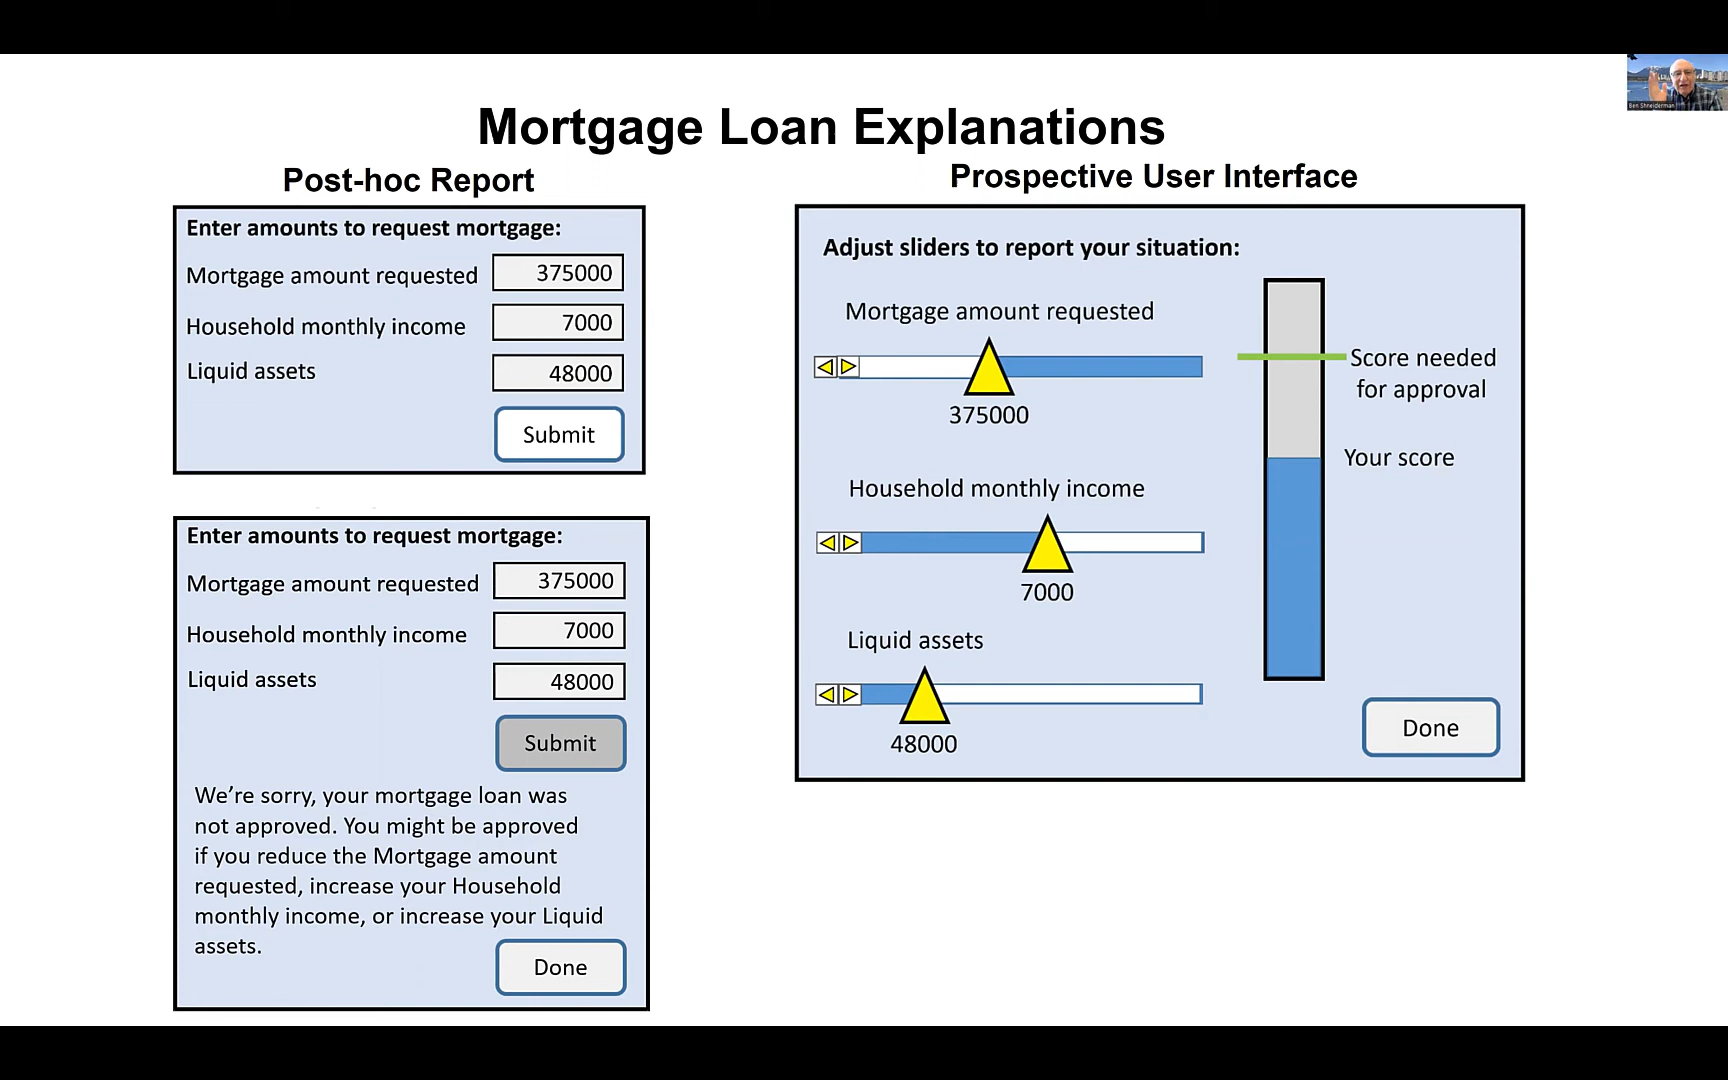 Mortgage Loan Explanations
Post-hoc Report
Enter amounts to request mortgage:
Mortgage amount requested 375000
Household monthly income 7000
Liquid assets 48000
Submit
Enter amounts to request mortgage:
Mortgage amount requested 375000
Household monthly income 7000
Liquid assets 48000
Submit
We’re sorry, your mortgage loan was
not approved. You might be approved
if you reduce the Mortgage amount
requested, increase your Household
monthly income, or increase your Liquid
assets.
Done
Prospective User Interface
Adjust sliders to report your situation:
Mortgage amount requested
375000
Household monthly income
7000
Liquid assets
48000
Score needed
for approval
Your score
Done
Ben Shneiderman